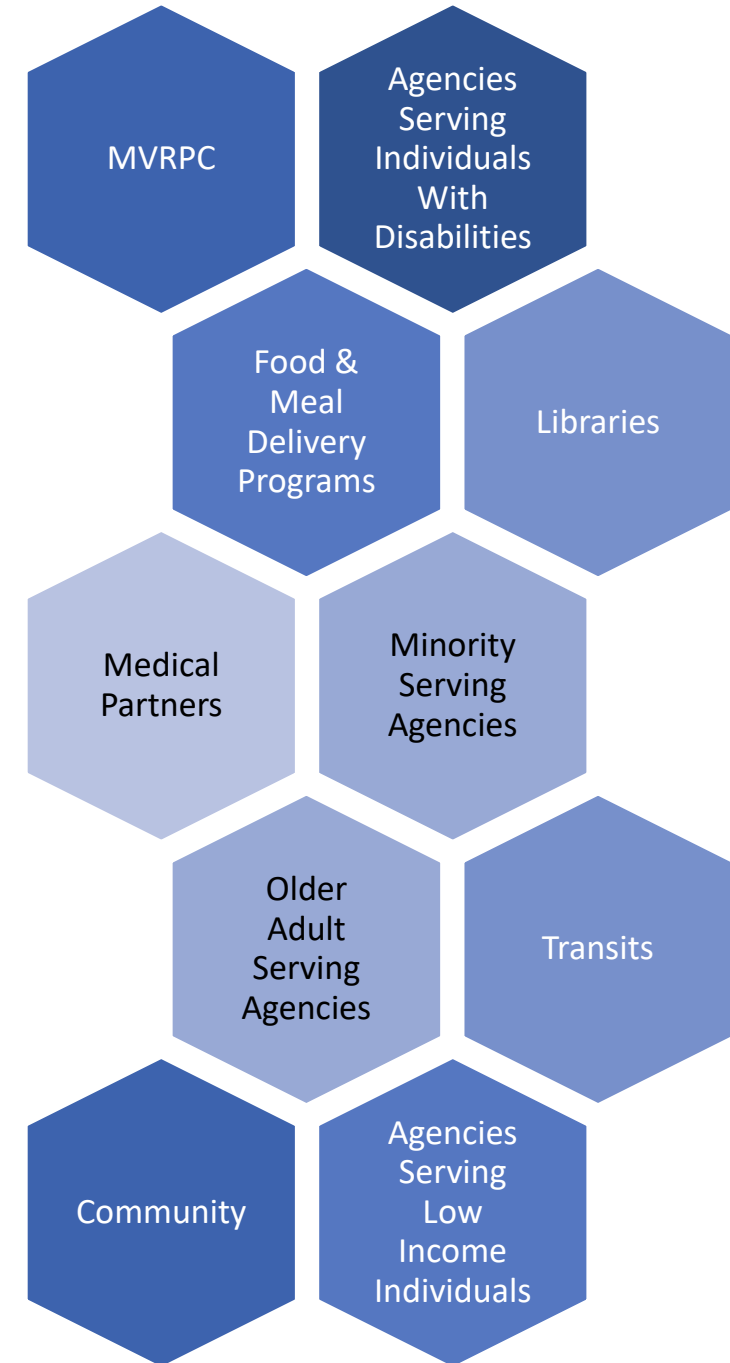 MVRPC
Agencies
Serving
Individuals
With
Disabilities
Food &
Meal
Delivery
Programs
Libraries
Medical
Partners
Minority
Serving
Agencies
Older
Adult
Serving
Agencies
Transits
Community
Agencies
Serving
Low
Income
Individuals